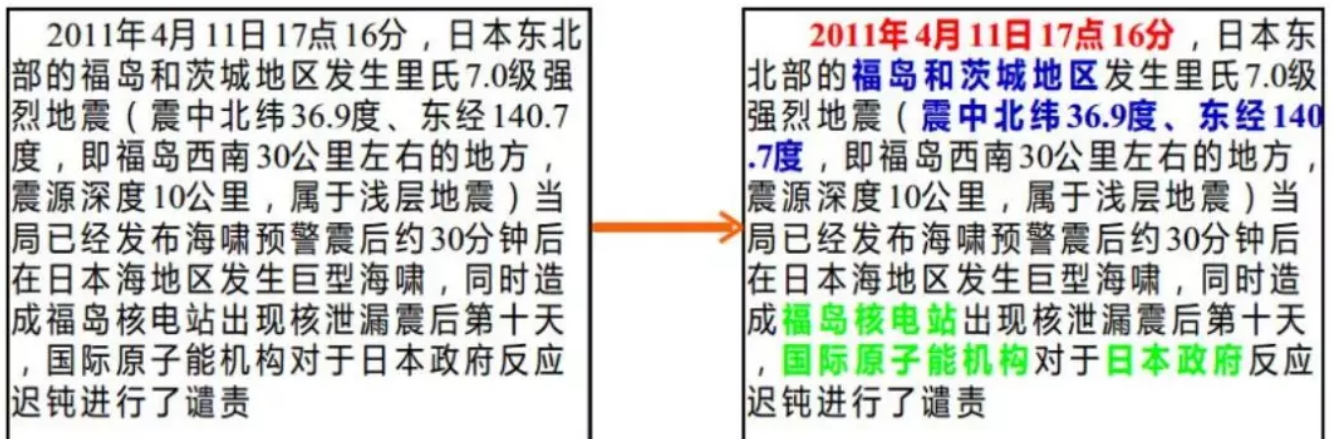 2011年4月11日17点16分，日本东北
部的福岛和茨城地区发生里氏7.0级强
烈地震（震中北纬36.9度、东经140.7
度，即福岛西南30公里左右的地方，
震源深度10公里，属于浅层地震）当
局已经发布海啸预警震后约30分钟后
在日本海地区发生巨型海啸，同时造
成福岛核电站出现核泄漏震后第十天
，国际原子能机构对于日本政府反应
迟钝进行了谴责
2011年4月11日17点16分，日本东
北部的福岛和茨城地区发生里氏7.0级
强烈地震（震中北纬36.9度、东经140
.7度，即福岛西南30公里左右的地方，
震源深度10公里，属于浅层地震）当
局已经发布海啸预警震后约30分钟后
在日本海地区发生巨型海啸，同时造
成福岛核电站出现核泄漏震后第十天
，国际原子能机构对于日本政府反应
迟钝进行了谴责